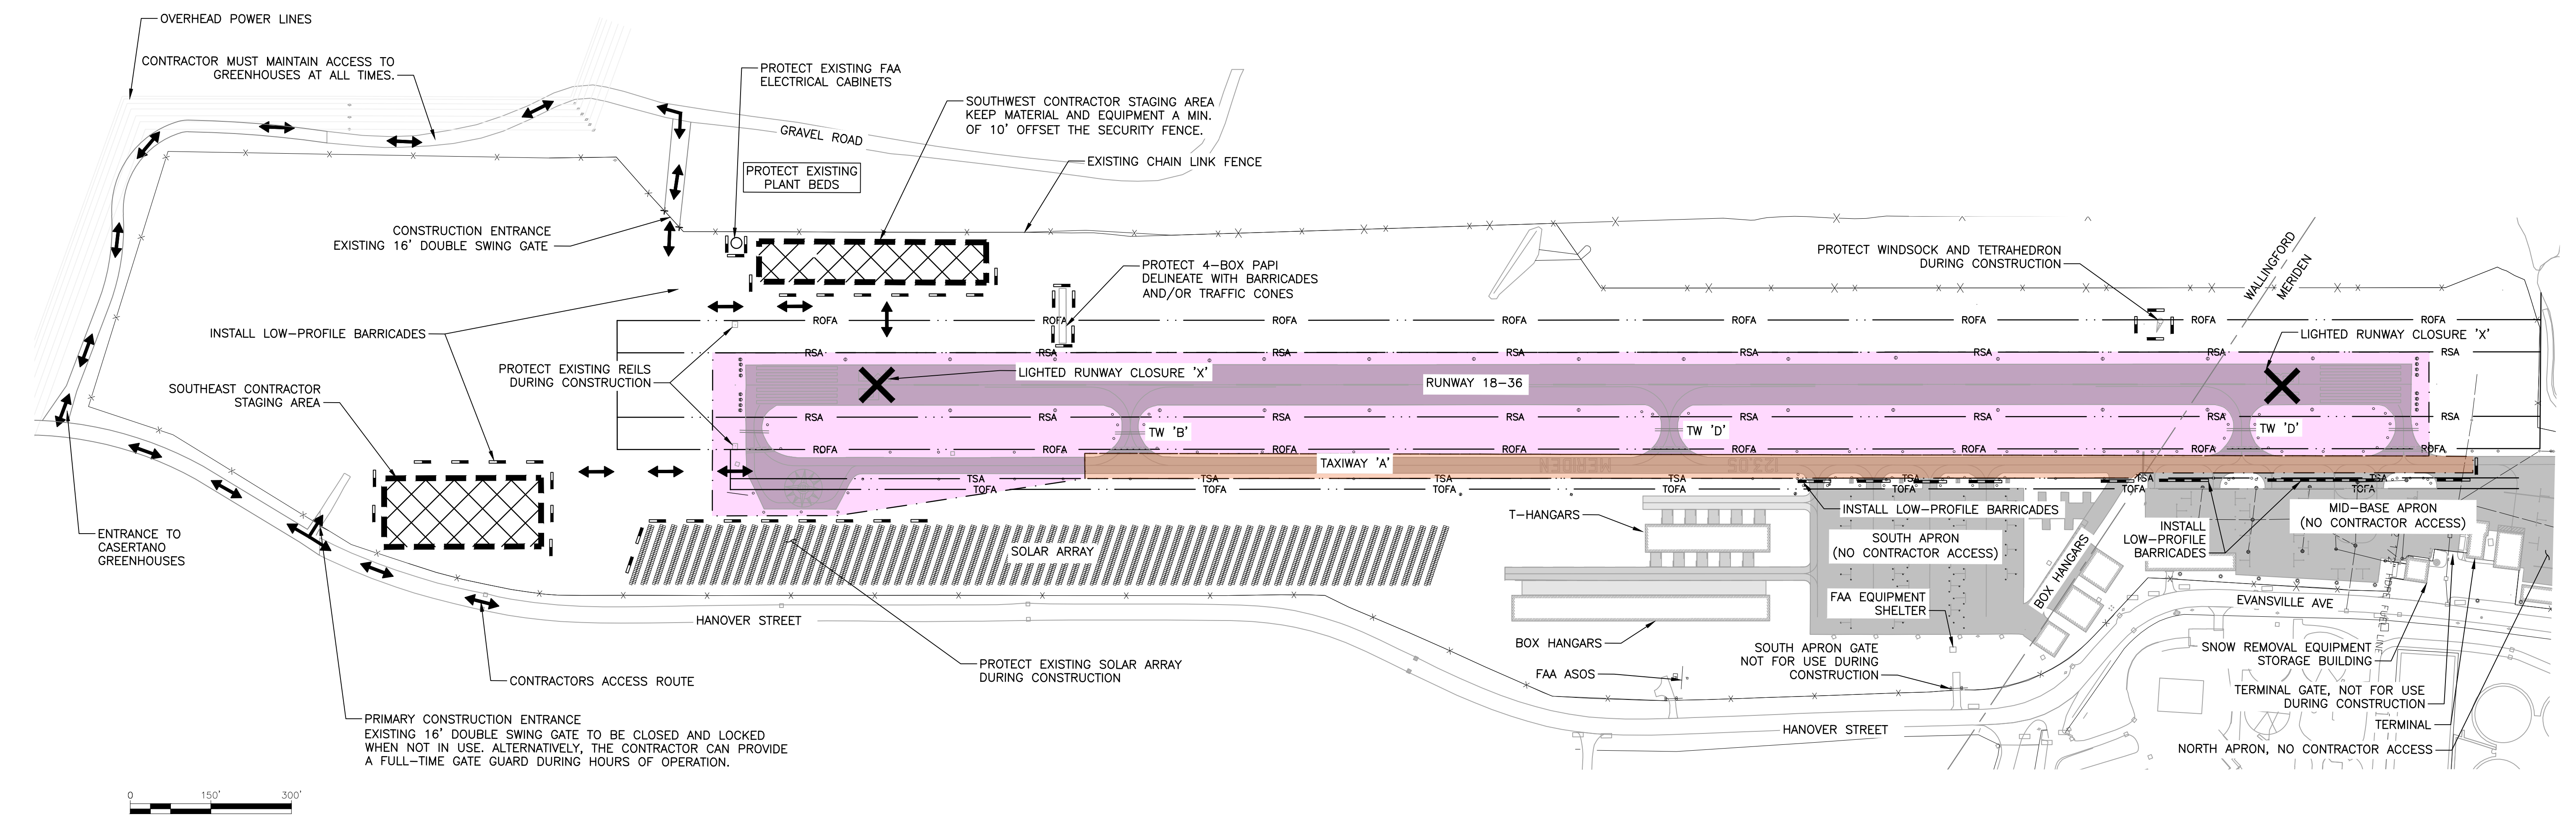 OVERHEAD POWER LINES
CONTRACTOR MUST MAINTAIN ACCESS TO
GREENHOUSES AT ALL TIMES.
PROTECT EXISTING FAA
ELECTRICAL CABINETS
SOUTHWEST CONTRACTOR STAGING AREA
KEEP MATERIAL AND EQUIPMENT A MIN.
OF 10' OFFSET THE SECURITY FENCE.
GRAVEL ROAD
EXISTING CHAIN LINK FENCE
PROTECT EXISTING
PLANT BEDS
CONSTRUCTION ENTRANCE
EXISTING 16' DOUBLE SWING GATE
PROTECT 4-BOX PAPI
DELINEATE WITH BARRICADES
AND/OR TRAFFIC CONES
PROTECT WINDSOCK AND TETRAHEDRON
DURING CONSTRUCTION
WALLINGFORD
MERIDEN
INSTALL LOW-PROFILE BARRICADES
ROFA ROFA ROFA ROFA ROFA ROFA ROFA
LIGHTED RUNWAY CLOSURE 'X'
RSA RSA RSA RSA RSA RSA RSA RSA
PROTECT EXISTING REILS
DURING CONSTRUCTION
LIGHTED RUNWAY CLOSURE 'X'
RUNWAY 18-36
SOUTHEAST CONTRACTOR
STAGING AREA
RSA RSA RSA RSA RSA RSA RSA RSA
TW 'B'
TW 'D'
TW 'D'
ROFA ROFA ROFA ROFA ROFA ROFA ROFA ROFA
TAXIWAY 'A'
MERIDEN
123.05
TSA TSA TSA TSA TSA TSA TSA
TOFA TOFA TOFA TOFA TOFA TOFA TOFA
T-HANGARS
INSTALL LOW-PROFILE BARRICADES
MID-BASE APRON
(NO CONTRACTOR ACCESS)
INSTALL
LOW-PROFILE
BARRICADES
SOUTH APRON
(NO CONTRACTOR ACCESS)
ENTRANCE TO
CASERTANO
GREENHOUSES
SOLAR ARRAY
BOX HANGARS
FAA EQUIPMENT
SHELTER
EVANSVILLE AVE
HANOVER STREET
BOX HANGARS
SOUTH APRON GATE
NOT FOR USE DURING
CONSTRUCTION
SNOW REMOVAL EQUIPMENT
STORAGE BUILDING
PROTECT EXISTING SOLAR ARRAY
DURING CONSTRUCTION
FAA ASOS
CONTRACTORS ACCESS ROUTE
TERMINAL GATE, NOT FOR USE
DURING CONSTRUCTION
PRIMARY CONSTRUCTION ENTRANCE
EXISTING 16' DOUBLE SWING GATE TO BE CLOSED AND LOCKED
WHEN NOT IN USE. ALTERNATIVELY, THE CONTRACTOR CAN PROVIDE
A FULL-TIME GATE GUARD DURING HOURS OF OPERATION.
TERMINAL
HANOVER STREET
NORTH APRON, NO CONTRACTOR ACCESS
0 150' 300'